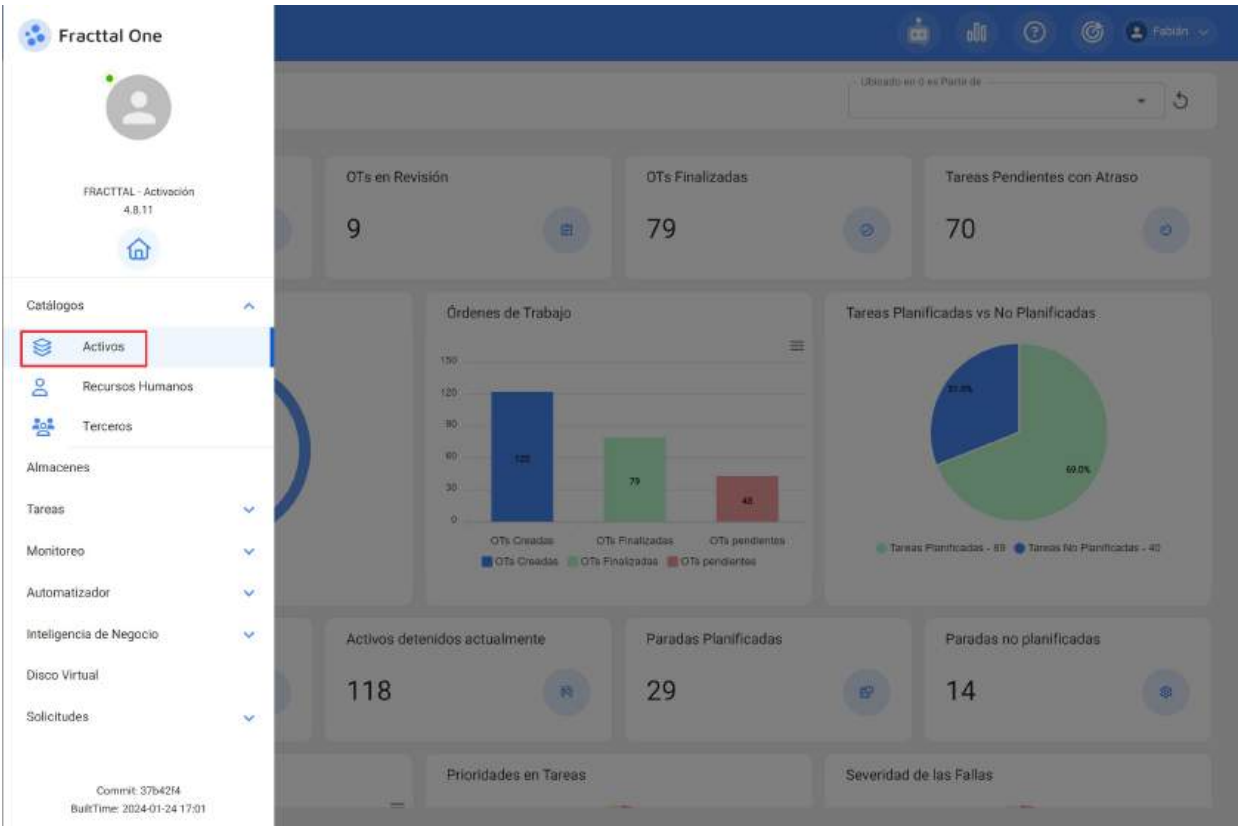 Fracttal One
Fabián
Ubicado en ó es Parte de
FRACTTAL - Activación
4.8.11
OTs en Revisión
9
OTs Finalizadas
79
Tareas Pendientes con Atraso
70
Catálogos
Activos
Recursos Humanos
Terceros
Almacenes
Tareas
Monitoreo
Automatizador
Inteligencia de Negocio
Disco Virtual
Solicitudes
Commit: 37b42f4
BuiltTime: 2024-01-24 17:01
Órdenes de Trabajo
150
120
90
60
30
0
79
OTs Creadas
OTs Finalizadas
OTs pendientes
OTs Creadas OTs Finalizadas OTs pendientes
Tareas Planificadas vs No Planificadas
31.0%
69.0%
Tareas Planificadas - 89 Tareas No Planificadas - 40
Activos detenidos actualmente
118
Paradas Planificadas
29
Paradas no planificadas
14
Prioridades en Tareas
Severidad de las Fallas